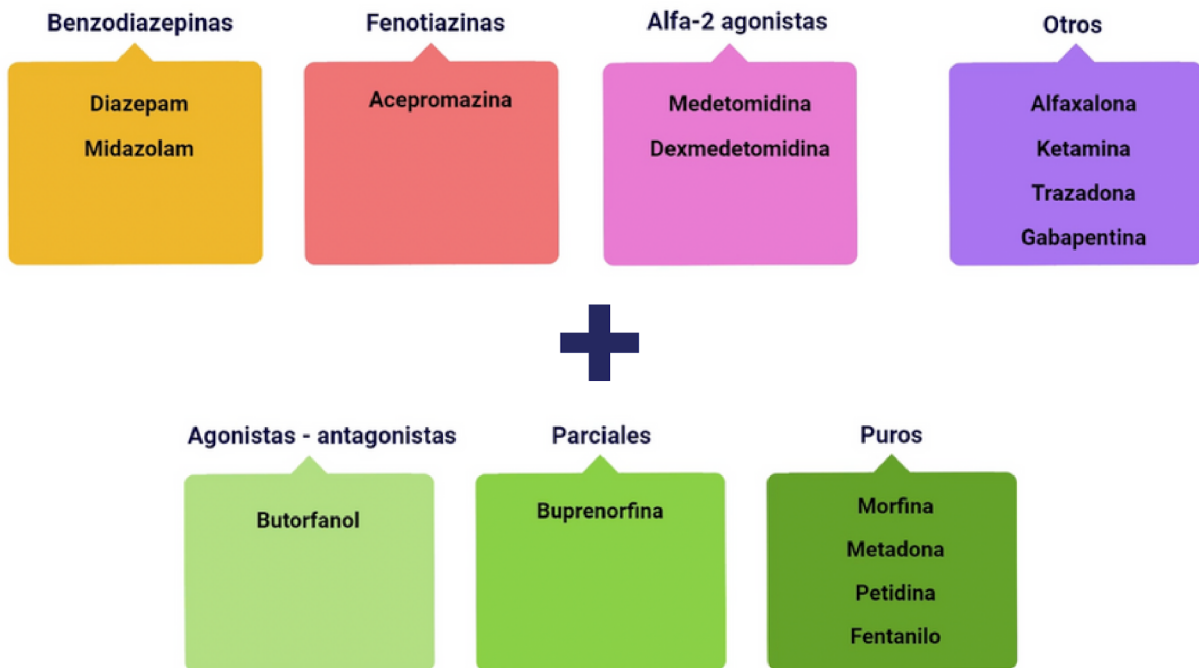 Benzodiazepinas
Diazepam
Midazolam
Fenotiazinas
Acepromazina
Alfa-2 agonistas
Medetomidina
Dexmedetomidina
Otros
Alfaxalona
Ketamina
Trazadona
Gabapentina
Agonistas - antagonistas
Butorfanol
Parciales
Buprenorfina
Puros
Morfina
Metadona
Petidina
Fentanilo